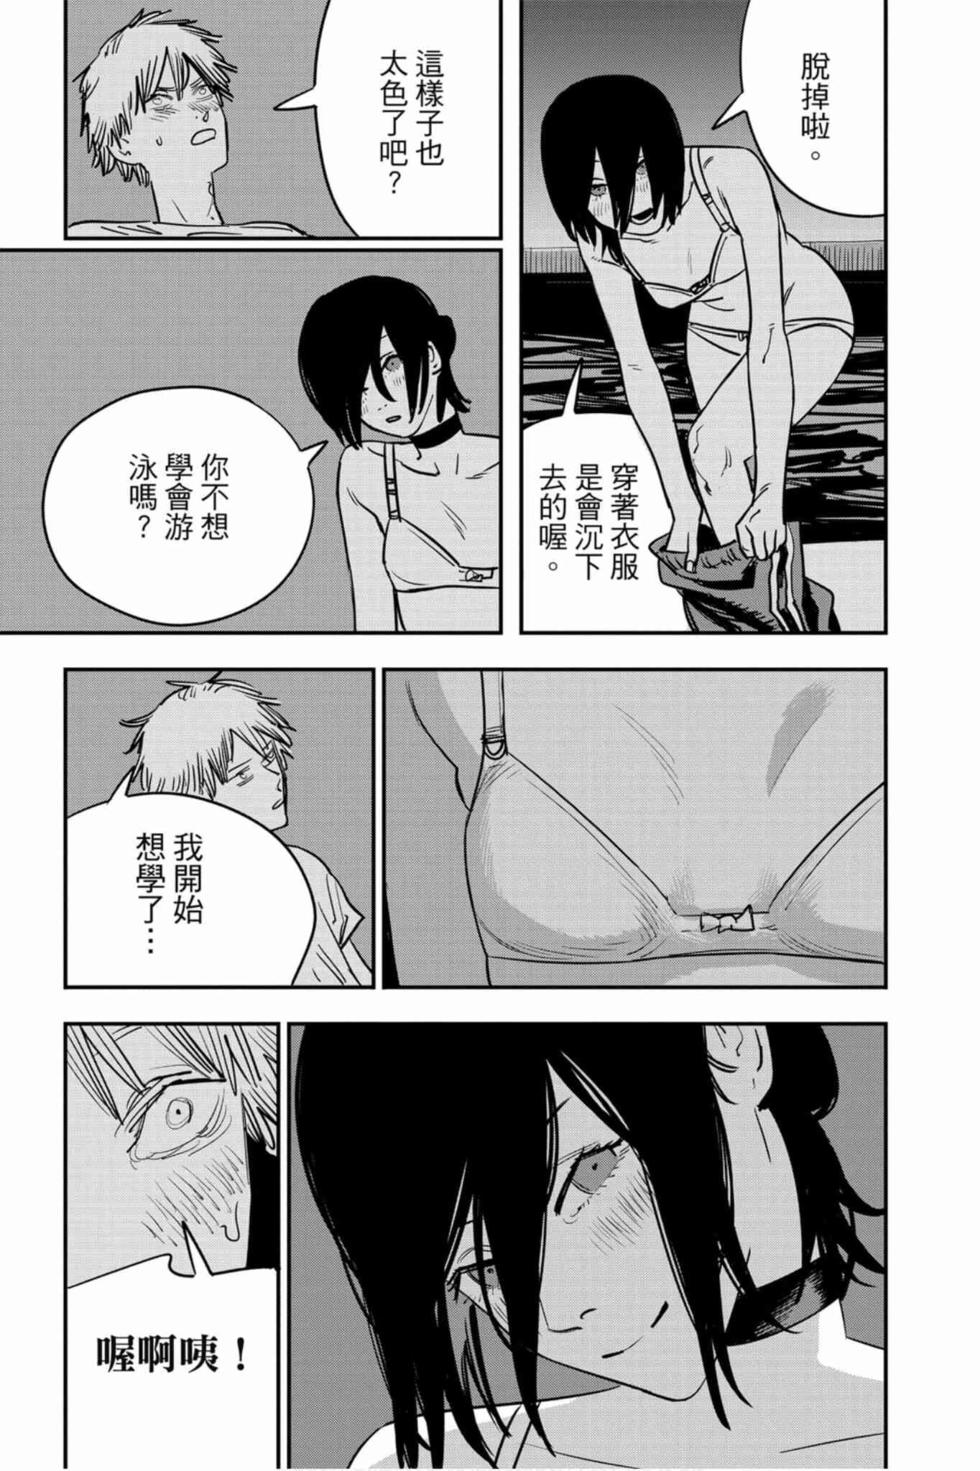 脫掉啦。
穿著衣服
是會沉下
去的喔。
這樣子也
太色了吧？
你不想
學會游
泳嗎？
我開始
想學了…
喔啊咦！